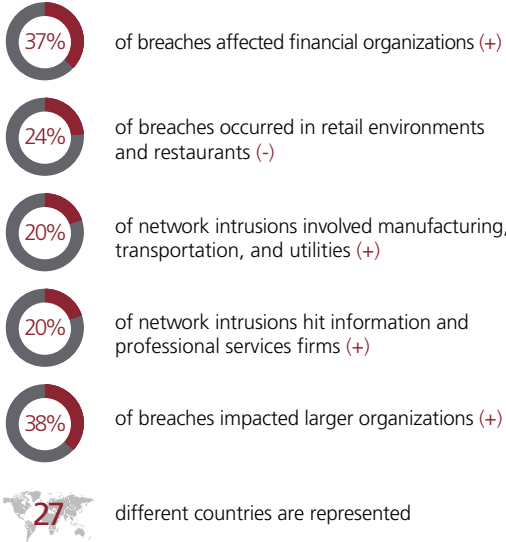 37%
of breaches affected financial organizations (+)
24%
of breaches occurred in retail environments
and restaurants (-)
20%
of network intrusions involved manufacturing,
transportation, and utilities (+)
20%
of network intrusions hit information and
professional services firms (+)
38%
of breaches impacted larger organizations (+)
27
different countries are represented